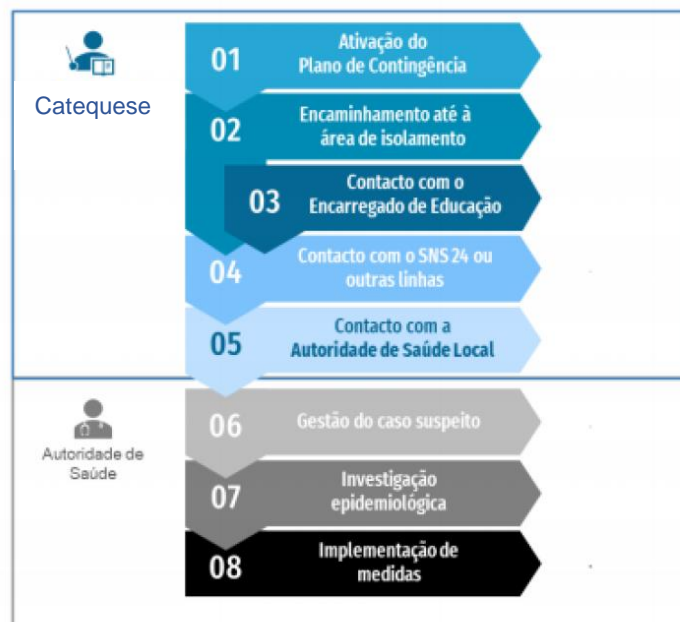 Catequese
01
Ativação do
Plano de Contingência
02
Encaminhamento até à
área de isolamento
03
Contacto com o
Encarregado de Educação
04
Contacto com o SNS 24 ou
outras linhas
05
Contacto com a
Autoridade de Saúde Local
Autoridade de
Saúde
06
Gestão do caso suspeito
07
Investigação
epidemiológica
08
Implementação de
medidas